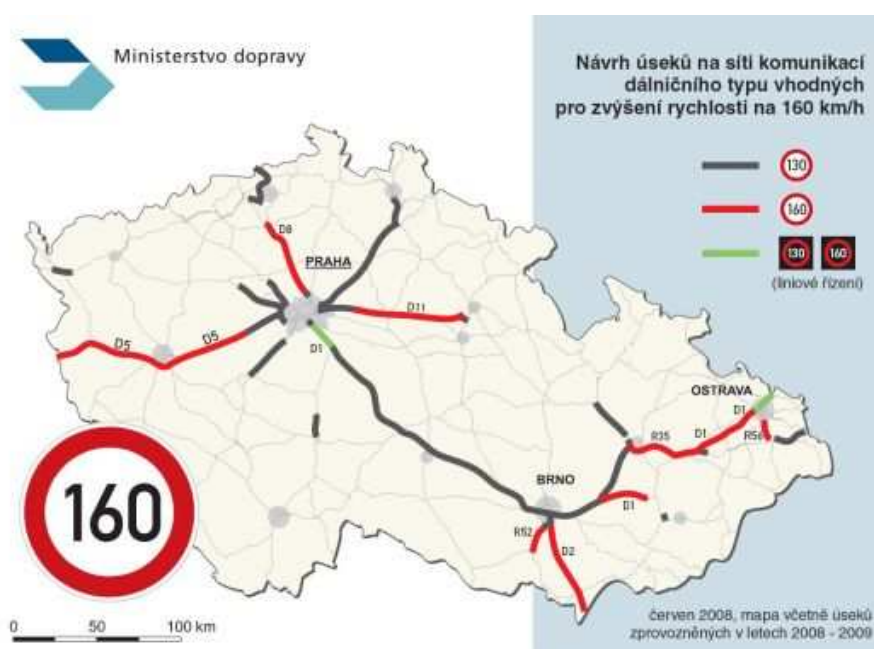 Ministerstvo dopravy
Návrh úseků na síti komunikací
dálničního typu vhodných
pro zvýšení rychlosti na 160 km/h
130
160
130 160
(liniové řízení)
D8
PRAHA
D11
D5
D5
D1
OSTRAVA
D1
R35
D1
R56
BRNO
D1
R52
D2
160
0 50 100 km
červen 2008, mapa včetně úseků
zprovozněných v letech 2008 - 2009